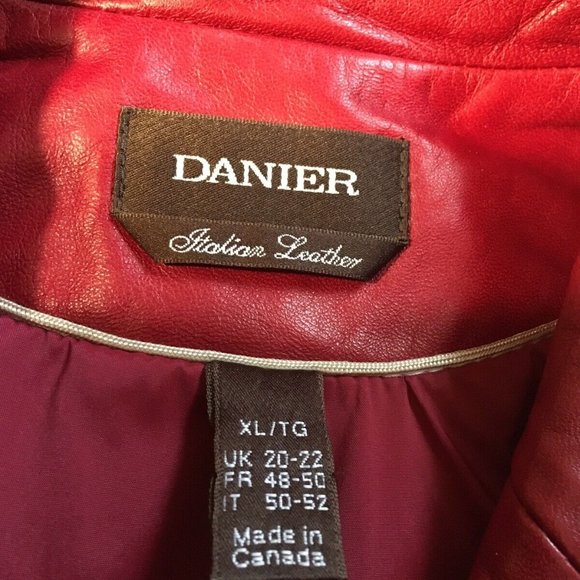 DANIER
Italian Leather
XL/TG
UK 20-22
FR 48-50
IT 50-52
Made in
Canada